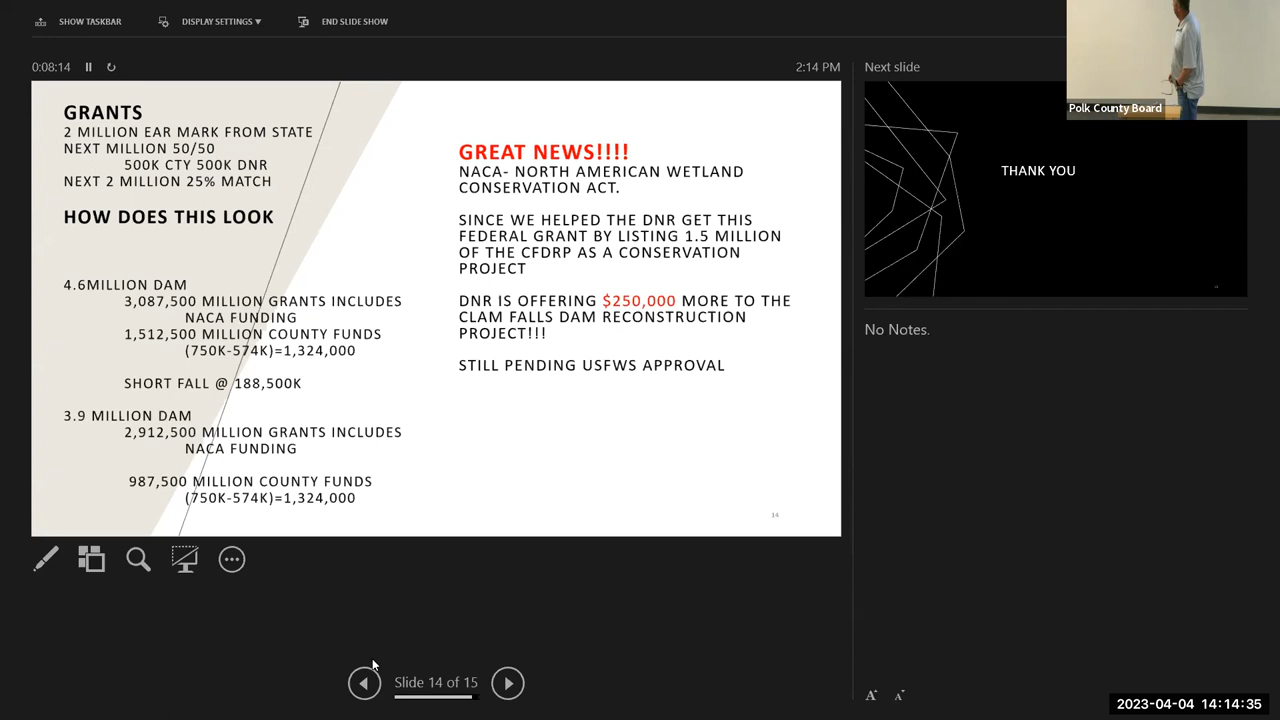 SHOW TASKBAR
DISPLAY SETTINGS
END SLIDE SHOW
0:08:14
2:14 PM
GRANTS
2 MILLION EAR MARK FROM STATE
NEXT MILLION 50/50
500K CTY 500K DNR
NEXT 2 MILLION 25% MATCH
HOW DOES THIS LOOK
4.6MILLION DAM
3,087,500 MILLION GRANTS INCLUDES
NACA FUNDING
1,512,500 MILLION COUNTY FUNDS
(750K-574K)=1,324,000
SHORT FALL @ 188,500K
3.9 MILLION DAM
2,912,500 MILLION GRANTS INCLUDES
NACA FUNDING
987,500 MILLION COUNTY FUNDS
(750K-574K)=1,324,000
GREAT NEWS!!!!
NACA- NORTH AMERICAN WETLAND
CONSERVATION ACT.
SINCE WE HELPED THE DNR GET THIS
FEDERAL GRANT BY LISTING 1.5 MILLION
OF THE CFDRP AS A CONSERVATION
PROJECT
DNR IS OFFERING $250,000 MORE TO THE
CLAM FALLS DAM RECONSTRUCTION
PROJECT!!!
STILL PENDING USFWS APPROVAL
14
Next slide
Polk County Board
THANK YOU
No Notes.
Slide 14 of 15
A A
2023-04-04 14:14:35